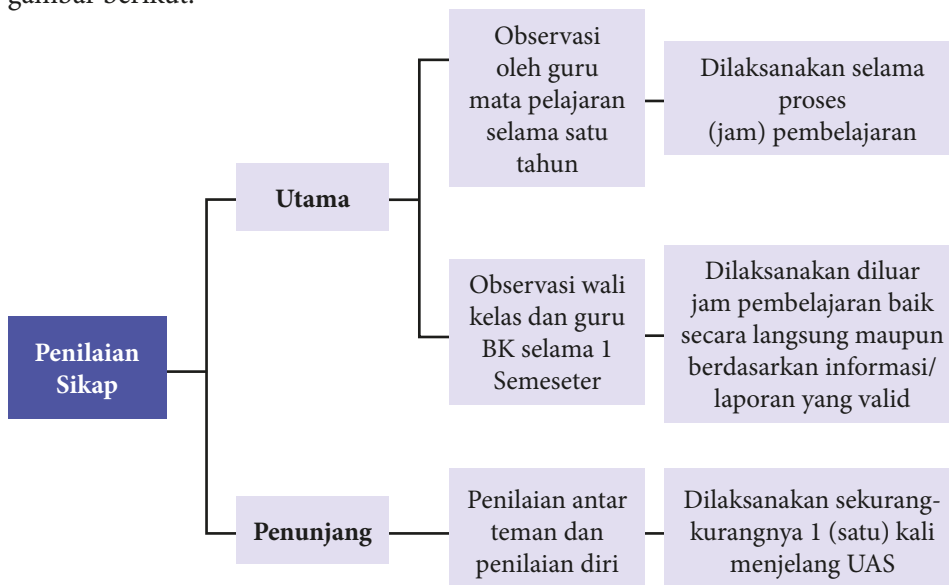 gambar berikut.
Observasi
oleh guru
mata pelajaran
selama satu
tahun
Dilaksanakan selama
proses
(jam) pembelajaran
Utama
Observasi wali
kelas dan guru
BK selama 1
Semeseter
Dilaksanakan diluar
jam pembelajaran baik
secara langsung maupun
berdasarkan informasi/
laporan yang valid
Penilaian
Sikap
Penunjang
Penilaian antar
teman dan
penilaian diri
Dilaksanakan sekurang-
kurangnya 1 (satu) kali
menjelang UAS